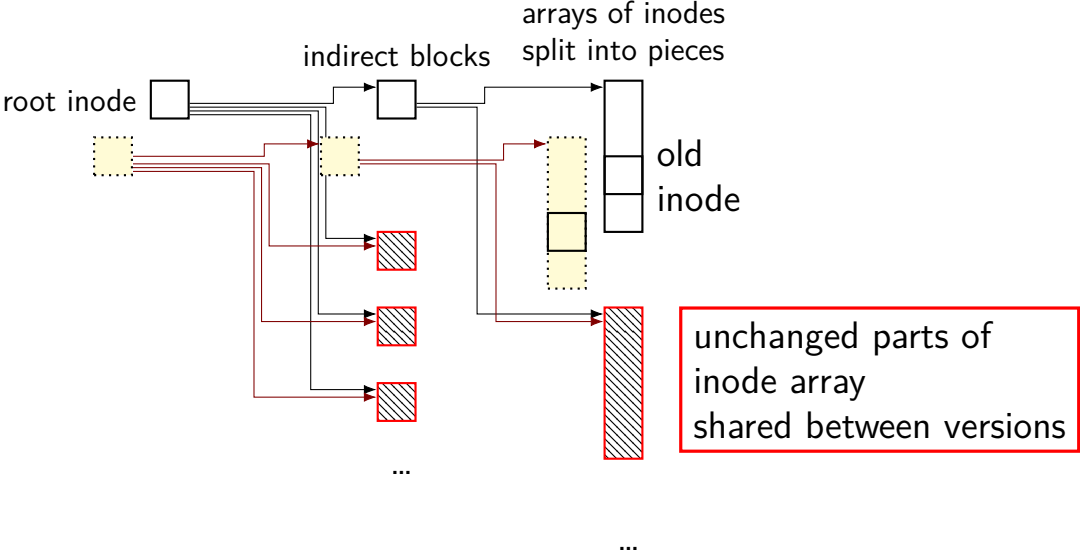 arrays of inodes
split into pieces
indirect blocks
root inode
old
inode
unchanged parts of
inode array
shared between versions
...
...